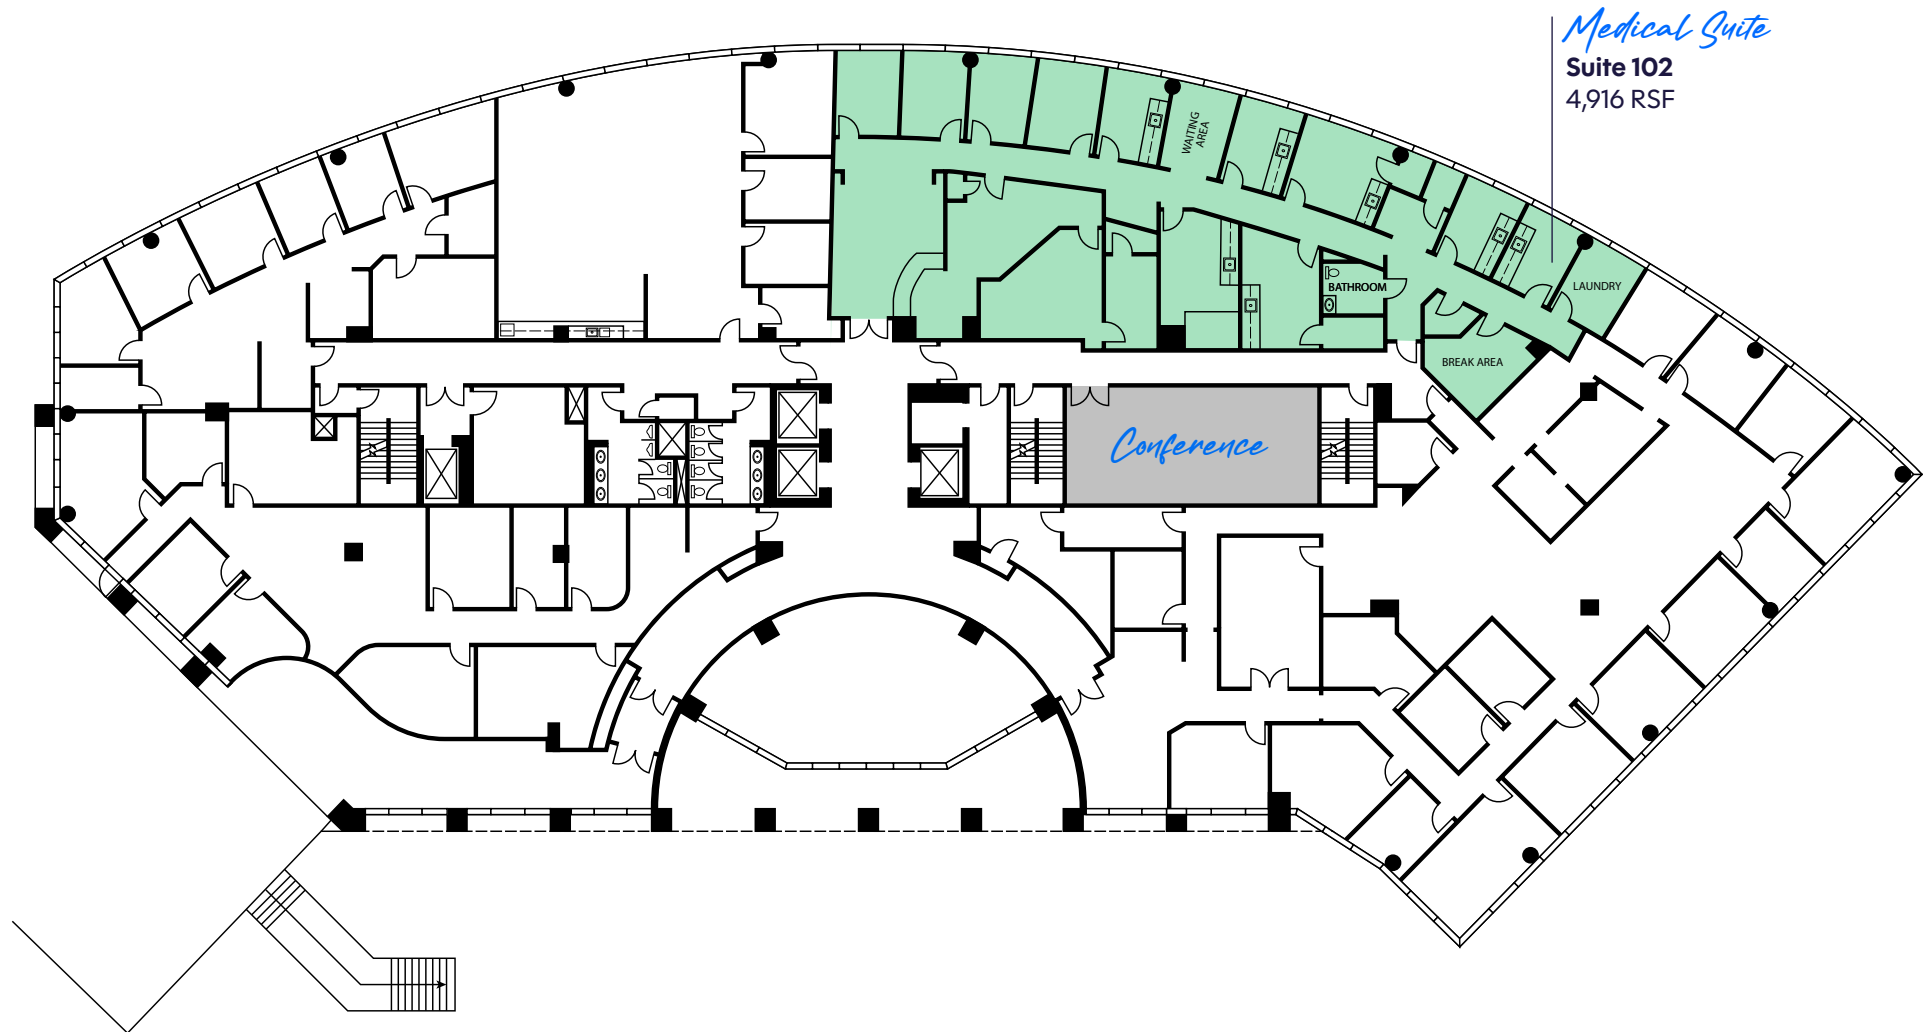 Medical Suite
Suite 102
4,916 RSF
WAITING
AREA
BATHROOM
LAUNDRY
BREAK AREA
Conference